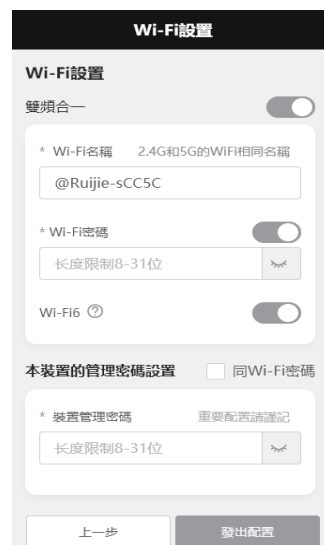 Wi-Fi設置
Wi-Fi設置
雙頻合一
* Wi-Fi名稱 2.4G和5G的WiFi相同名稱
@Ruijie-sCC5C
* Wi-Fi密碼
长度限制8-31位
Wi-Fi6 ?
本裝置的管理密碼設置 同Wi-Fi密碼
* 裝置管理密碼 重要配置請謹記
长度限制8-31位
上一步 發出配置